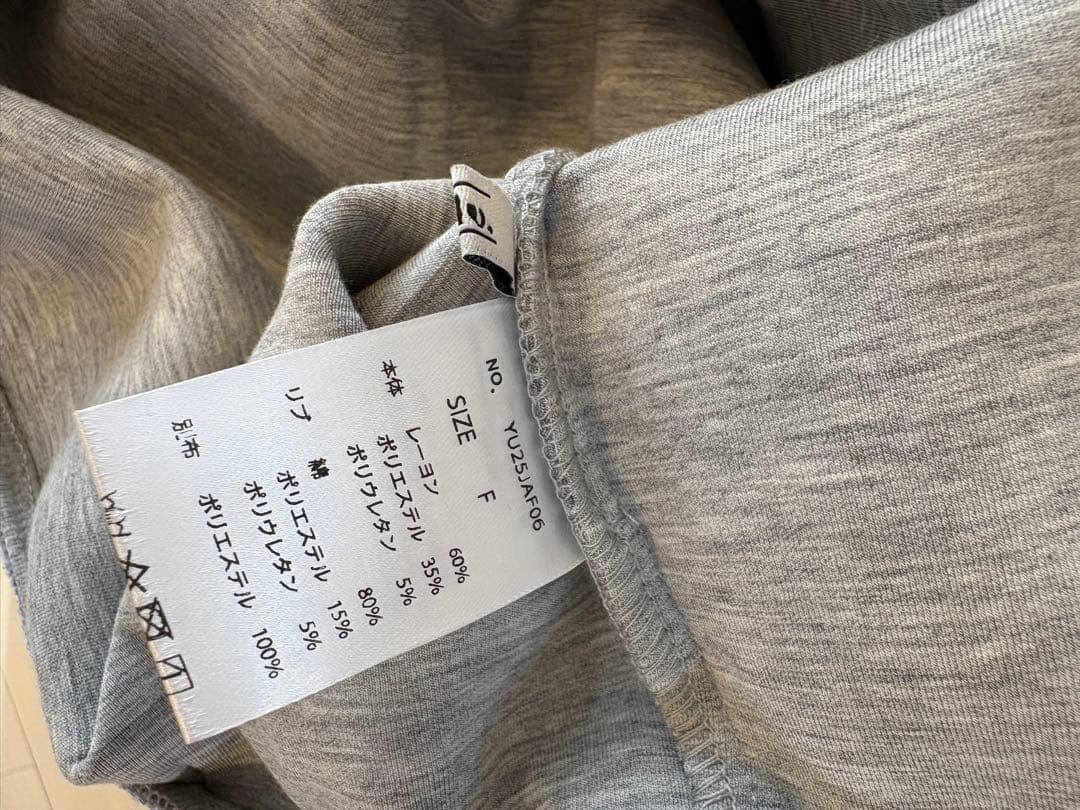 NO. YU25JAF06
SIZE F
本体 レーヨン 60%
ポリエステル 35%
ポリウレタン 5%
リブ 綿 80%
ポリエステル 15%
ポリウレタン 5%
別布 ポリエステル 100%